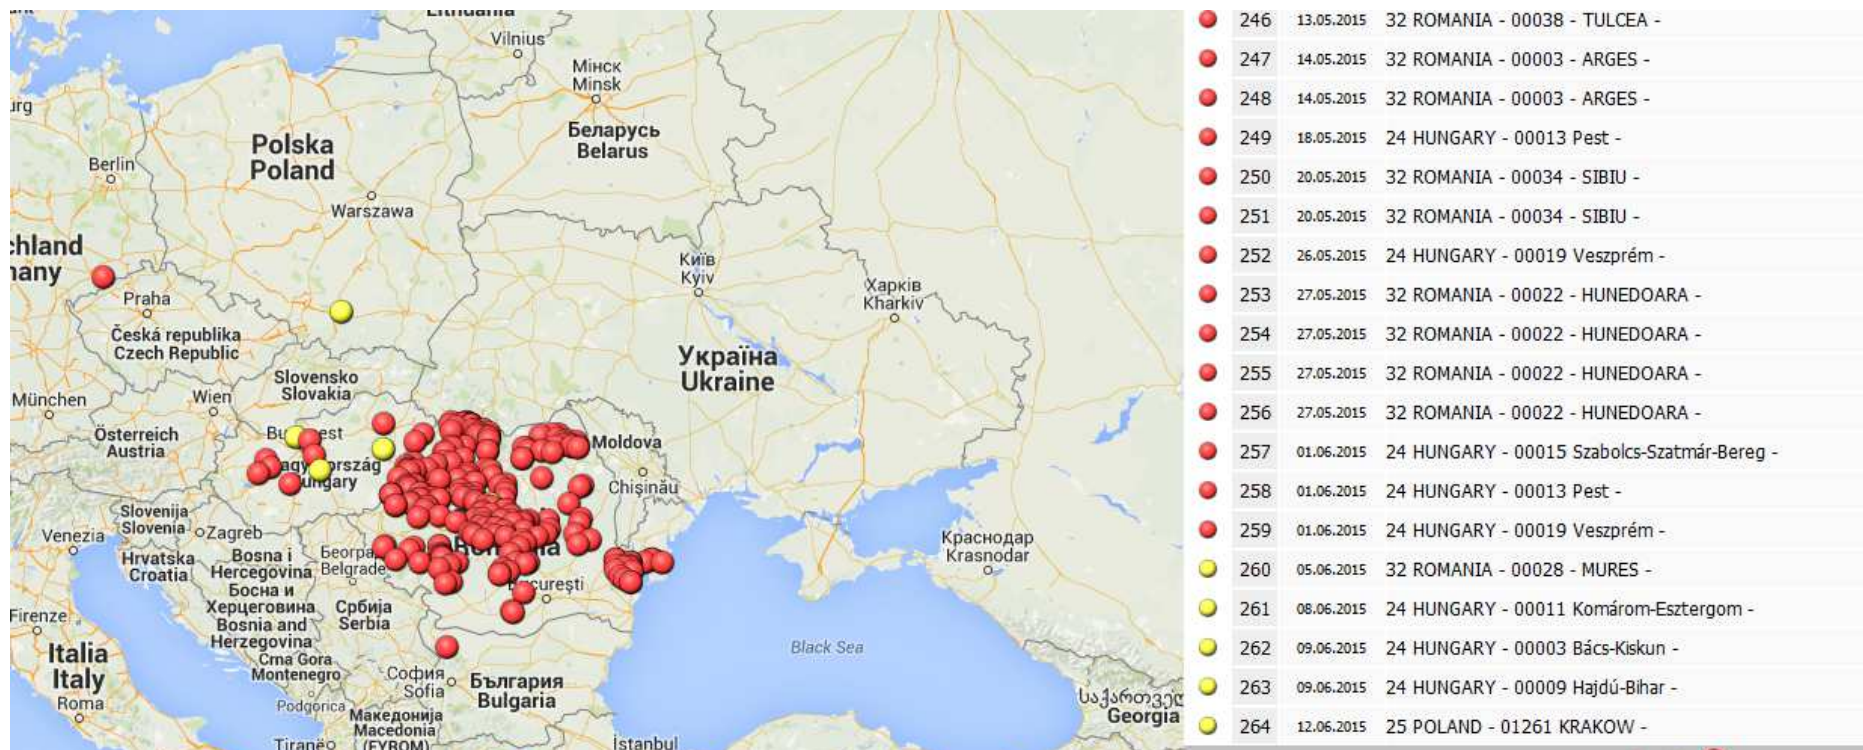 Lithuania
Vilnius
Мінск
Minsk
Беларусь
Belarus
Polska
Poland
Berlin
Warszawa
Київ
Kyiv
Харків
Kharkiv
Praha
Česká republika
Czech Republic
Україна
Ukraine
Slovensko
Slovakia
München
Wien
Österreich
Austria
Moldova
Chișinău
Slovenija
Slovenia
Zagreb
Venezia
Hrvatska
Croatia
Bosna i
Hercegovina
Босна и
Херцеговина
Bosnia and
Herzegovina
Belgrade
Србија
Serbia
Краснодар
Krasnodar
Firenze
Italia
Italy
Roma
Crna Gora
Montenegro
Podgorica
София
Sofia
България
Bulgaria
Македонија
Macedonia
(FYROM)
Tiranë
İstanbul
Black Sea
Georgia
246 13.05.2015 32 ROMANIA - 00038 - TULCEA -
247 14.05.2015 32 ROMANIA - 00003 - ARGES -
248 14.05.2015 32 ROMANIA - 00003 - ARGES -
249 18.05.2015 24 HUNGARY - 00013 Pest -
250 20.05.2015 32 ROMANIA - 00034 - SIBIU -
251 20.05.2015 32 ROMANIA - 00034 - SIBIU -
252 26.05.2015 24 HUNGARY - 00019 Veszprém -
253 27.05.2015 32 ROMANIA - 00022 - HUNEDOARA -
254 27.05.2015 32 ROMANIA - 00022 - HUNEDOARA -
255 27.05.2015 32 ROMANIA - 00022 - HUNEDOARA -
256 27.05.2015 32 ROMANIA - 00022 - HUNEDOARA -
257 01.06.2015 24 HUNGARY - 00015 Szabolcs-Szatmár-Bereg -
258 01.06.2015 24 HUNGARY - 00013 Pest -
259 01.06.2015 24 HUNGARY - 00019 Veszprém -
260 05.06.2015 32 ROMANIA - 00028 - MURES -
261 08.06.2015 24 HUNGARY - 00011 Komárom-Esztergom -
262 09.06.2015 24 HUNGARY - 00003 Bács-Kiskun -
263 09.06.2015 24 HUNGARY - 00009 Hajdú-Bihar -
264 12.06.2015 25 POLAND - 01261 KRAKOW -